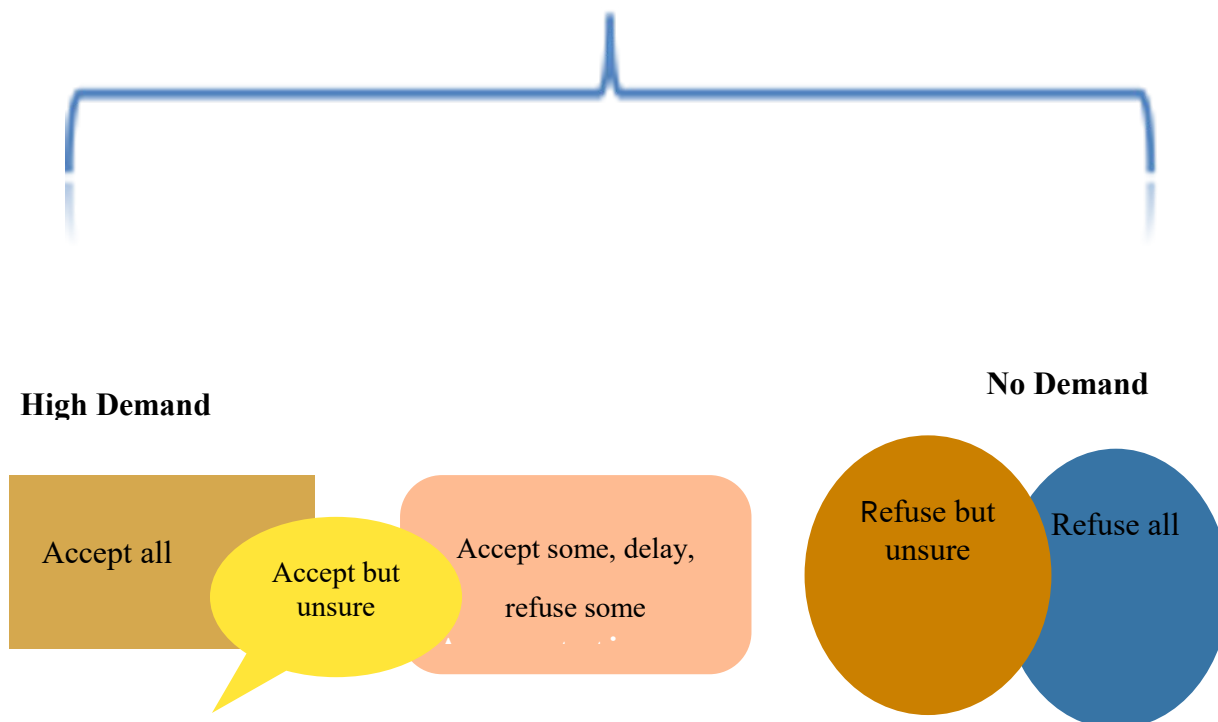 No Demand
High Demand
Accept all
Accept but
unsure
Accept some, delay,
refuse some
Refuse but
unsure
Refuse all